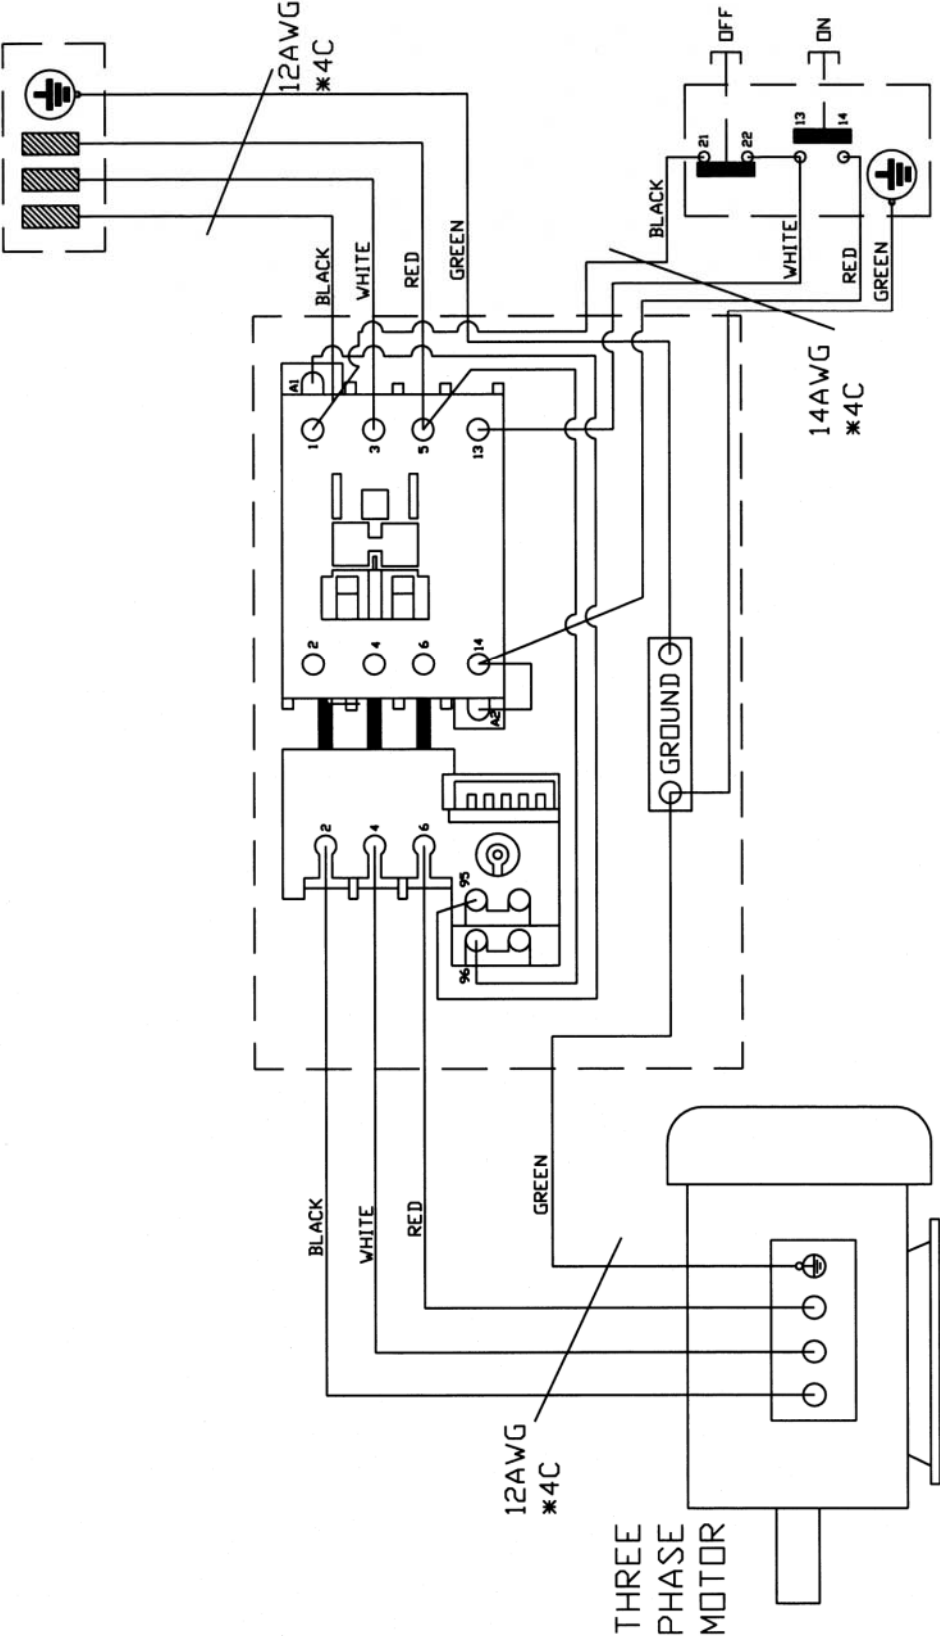 12AWG
*4C
OFF
ON
21
22
13
14
BLACK
WHITE
RED
GREEN
BLACK
WHITE
RED
GREEN
14AWG
*4C
A1
1
3
5
13
2
4
6
14
A2
GROUND
2
4
6
95
96
BLACK
WHITE
RED
GREEN
12AWG
*4C
THREE
PHASE
MOTOR